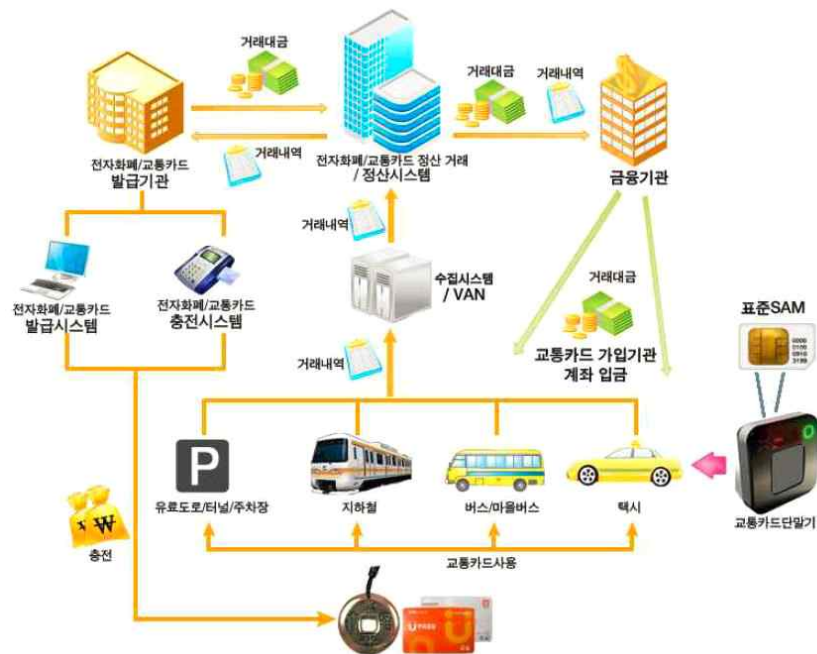 거래대금
거래대금
거래내역
거래내역
전자화폐/교통카드
발급기관
전자화폐/교통카드 정산 거래
/ 정산시스템
금융기관
거래내역
수집시스템
/ VAN
전자화폐/교통카드
발급시스템
전자화폐/교통카드
충전시스템
거래대금
교통카드 가입기관
계좌 입금
표준SAM
거래내역
P
유료도로/터널/주차장
지하철
버스/마을버스
택시
교통카드단말기
충전
교통카드사용
U PASS